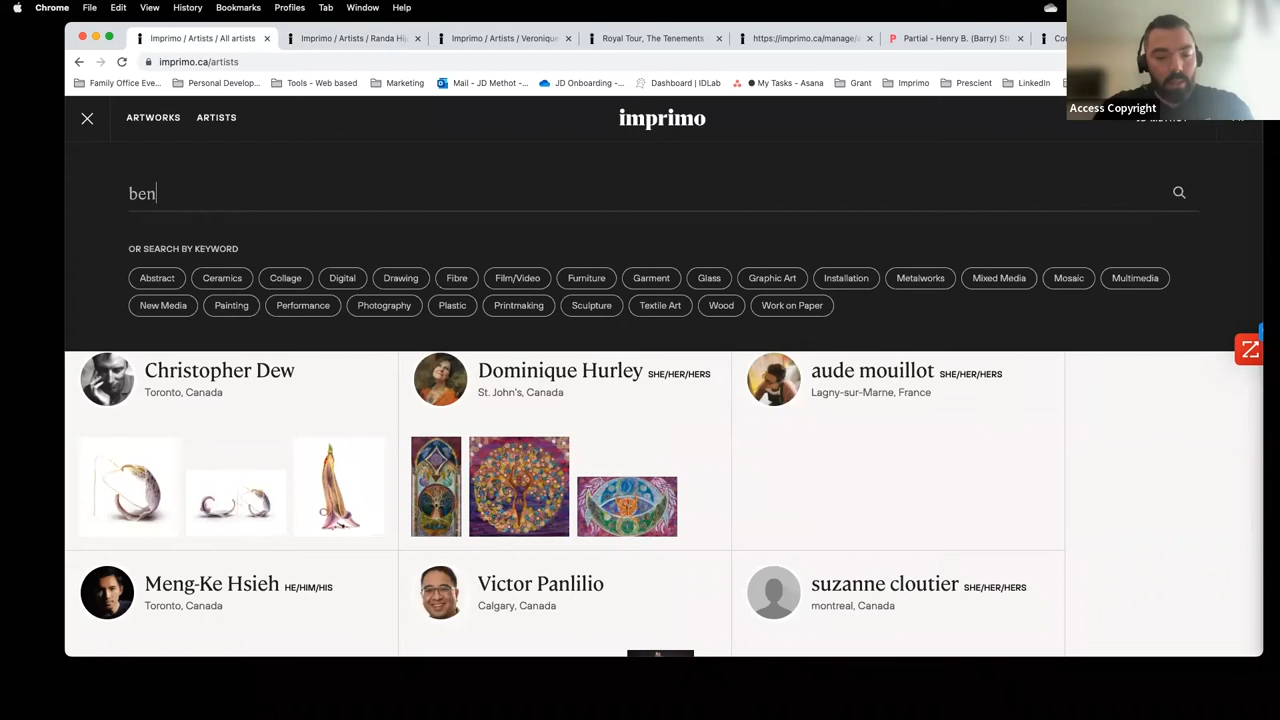 Chrome File Edit View History Bookmarks Profiles Tab Window Help
Imprimo / Artists / All artists Imprimo / Artists / Randa Hij Imprimo / Artists / Veronique Royal Tour, The Tenements https://imprimo.ca/manage/ Partial - Henry B. (Barry) St Co
imprimo.ca/artists
Family Office Eve... Personal Develop... Tools - Web based Marketing Mail - JD Methot -... JD Onboarding -... Dashboard | IDLab My Tasks - Asana Grant Imprimo Prescient LinkedIn
Access Copyright
ARTWORKS ARTISTS imprimo JD METHOT
ben
OR SEARCH BY KEYWORD
Abstract Ceramics Collage Digital Drawing Fibre Film/Video Furniture Garment Glass Graphic Art Installation Metalworks Mixed Media Mosaic Multimedia
New Media Painting Performance Photography Plastic Printmaking Sculpture Textile Art Wood Work on Paper
Christopher Dew Dominique Hurley SHE/HER/HERS aude mouillot SHE/HER/HERS
Toronto, Canada St. John's, Canada Lagny-sur-Marne, France
Meng-Ke Hsieh HE/HIM/HIS Victor Panlilio suzanne cloutier SHE/HER/HERS
Toronto, Canada Calgary, Canada montreal, Canada